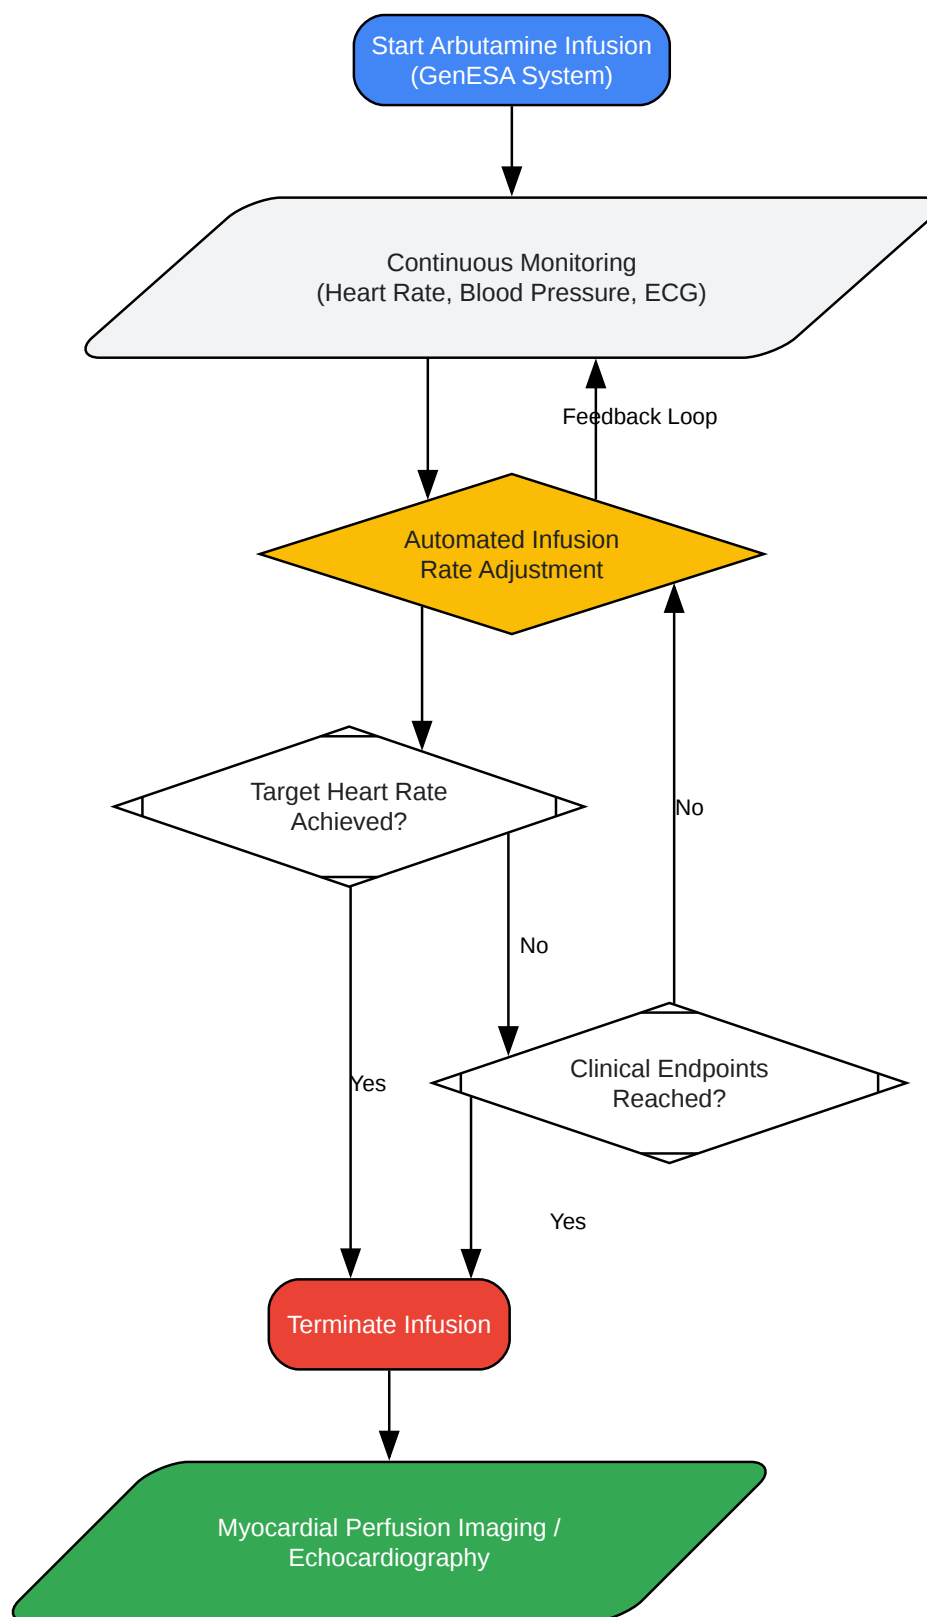 Start Arbutamine Infusion
(GenESA System)
Continuous Monitoring
(Heart Rate, Blood Pressure, ECG)
Feedback Loop
Automated Infusion
Rate Adjustment
Target Heart Rate
Achieved?
No
No
Clinical Endpoints
Reached?
Yes
Yes
Terminate Infusion
Myocardial Perfusion Imaging /
Echocardiography